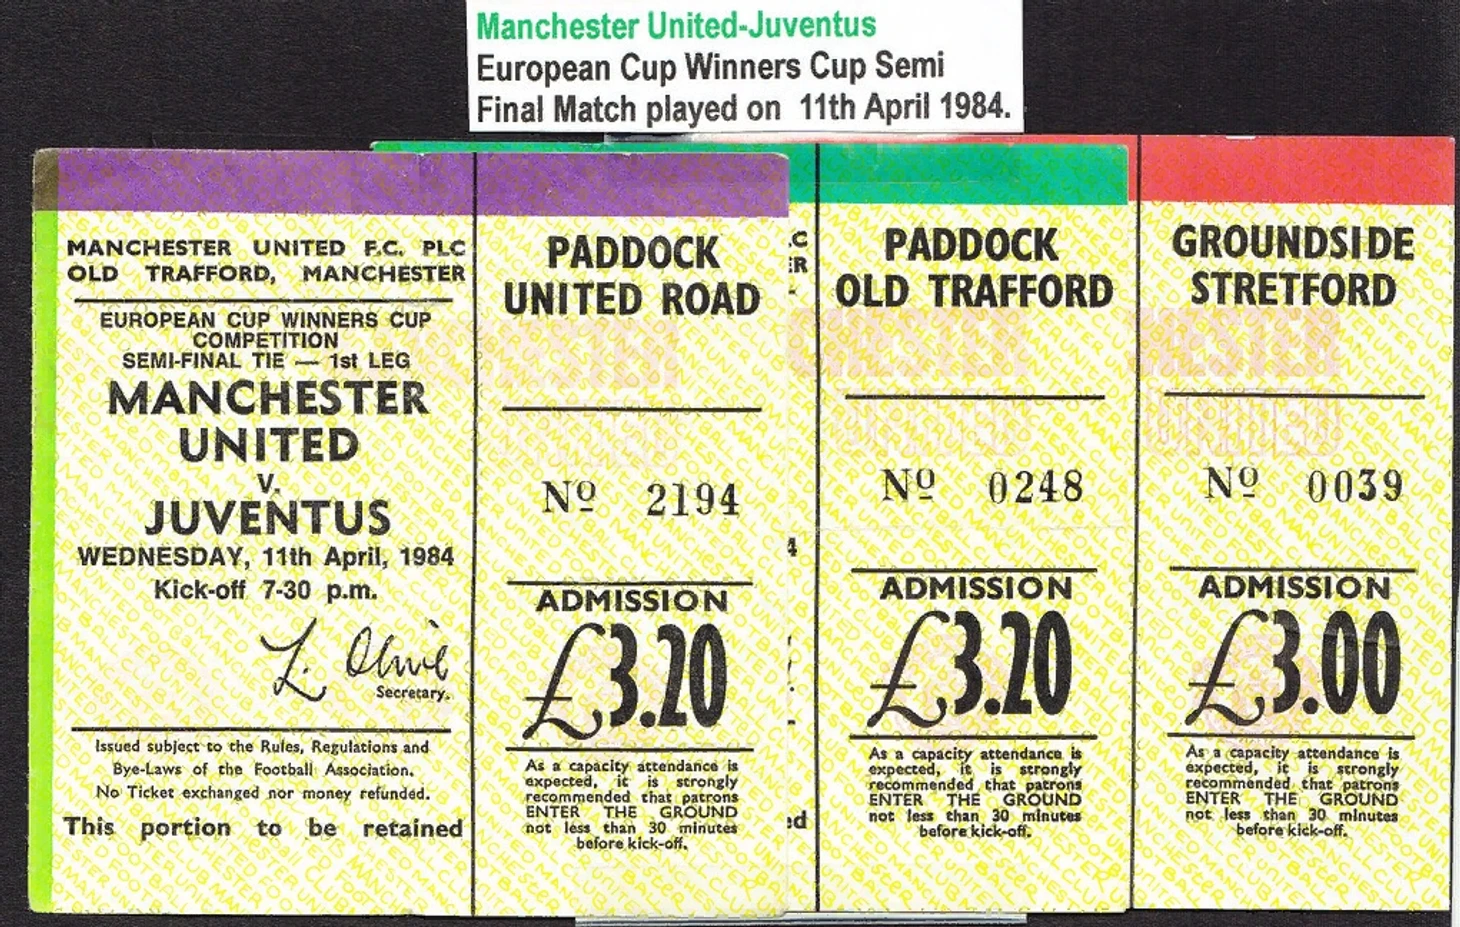 Manchester United-Juventus
European Cup Winners Cup Semi
Final Match played on 11th April 1984.
MANCHESTER UNITED F.C. PLC
OLD TRAFFORD, MANCHESTER
EUROPEAN CUP WINNERS CUP
COMPETITION
SEMI-FINAL TIE — 1st LEG
MANCHESTER
UNITED
v.
JUVENTUS
WEDNESDAY, 11th April, 1984
Kick-off 7-30 p.m.
L. Olive
Secretary.
Issued subject to the Rules, Regulations and
Bye-Laws of the Football Association.
No Ticket exchanged nor money refunded.
This portion to be retained
PADDOCK
UNITED ROAD
Nº 2194
ADMISSION
£3.20
As a capacity attendance is
expected, it is strongly
recommended that patrons
ENTER THE GROUND
not less than 30 minutes
before kick-off.
.C
ER
4
ed
PADDOCK
OLD TRAFFORD
Nº 0248
ADMISSION
£3.20
As a capacity attendance is
expected, it is strongly
recommended that patrons
ENTER THE GROUND
not less than 30 minutes
before kick-off.
GROUNDSIDE
STRETFORD
Nº 0039
ADMISSION
£3.00
As a capacity attendance is
expected, it is strongly
recommended that patrons
ENTER THE GROUND
not less than 30 minutes
before kick-off.